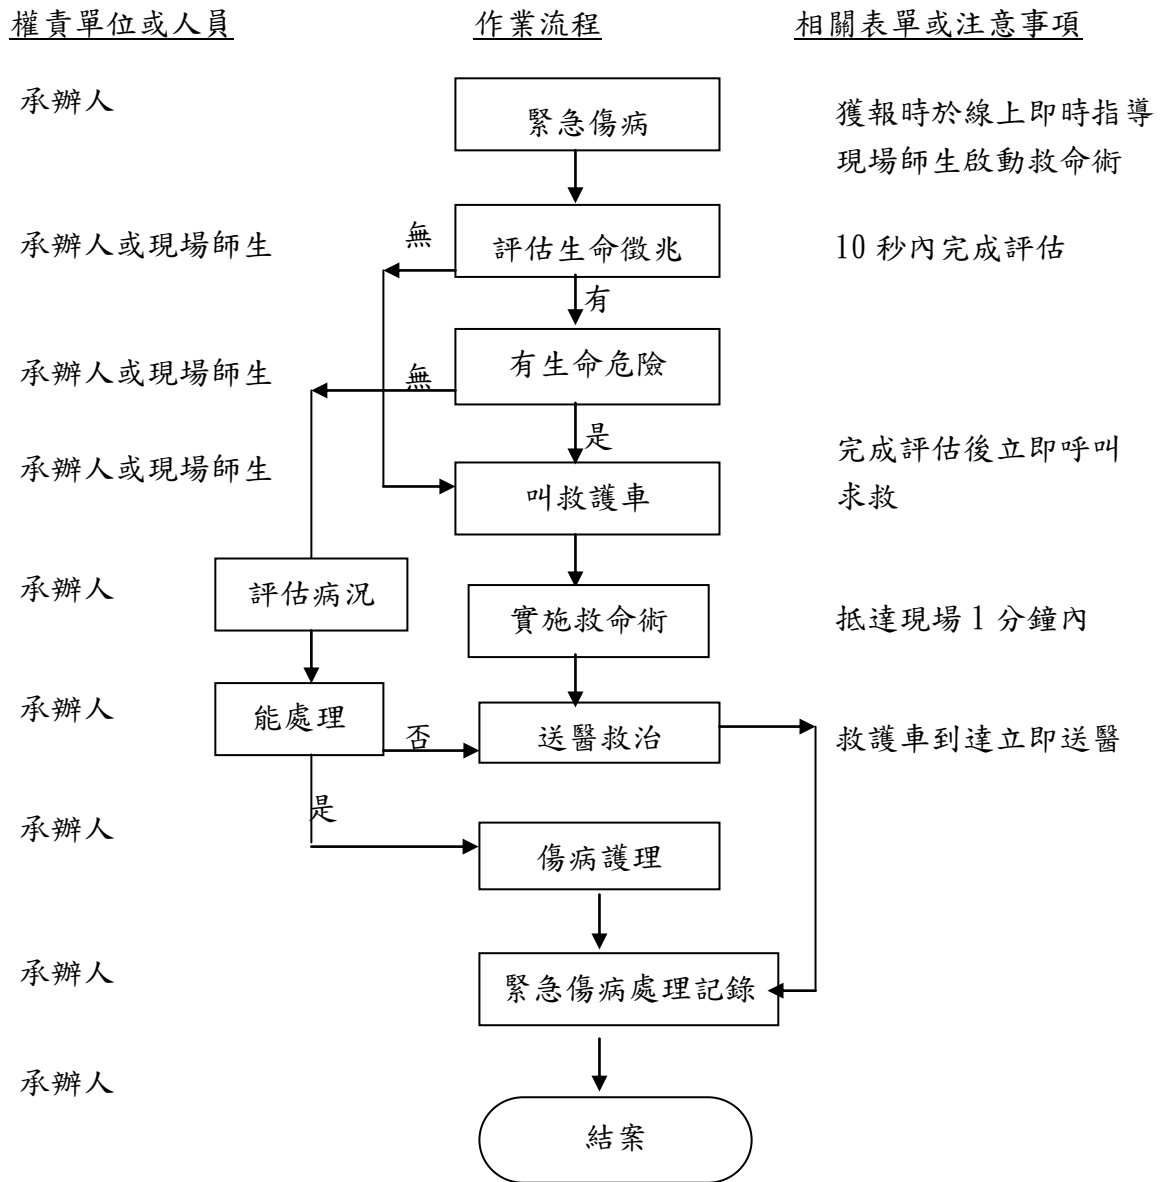 權責單位或人員
作業流程
相關表單或注意事項
承辦人
緊急傷病
獲報時於線上即時指導
現場師生啟動救命術
承辦人或現場師生
無
評估生命徵兆
10 秒內完成評估
有
承辦人或現場師生
無
有生命危險
是
承辦人或現場師生
叫救護車
完成評估後立即呼叫
求救
承辦人
評估病況
實施救命術
抵達現場 1 分鐘內
承辦人
能處理
否
送醫救治
救護車到達立即送醫
是
承辦人
傷病護理
承辦人
緊急傷病處理記錄
承辦人
結案